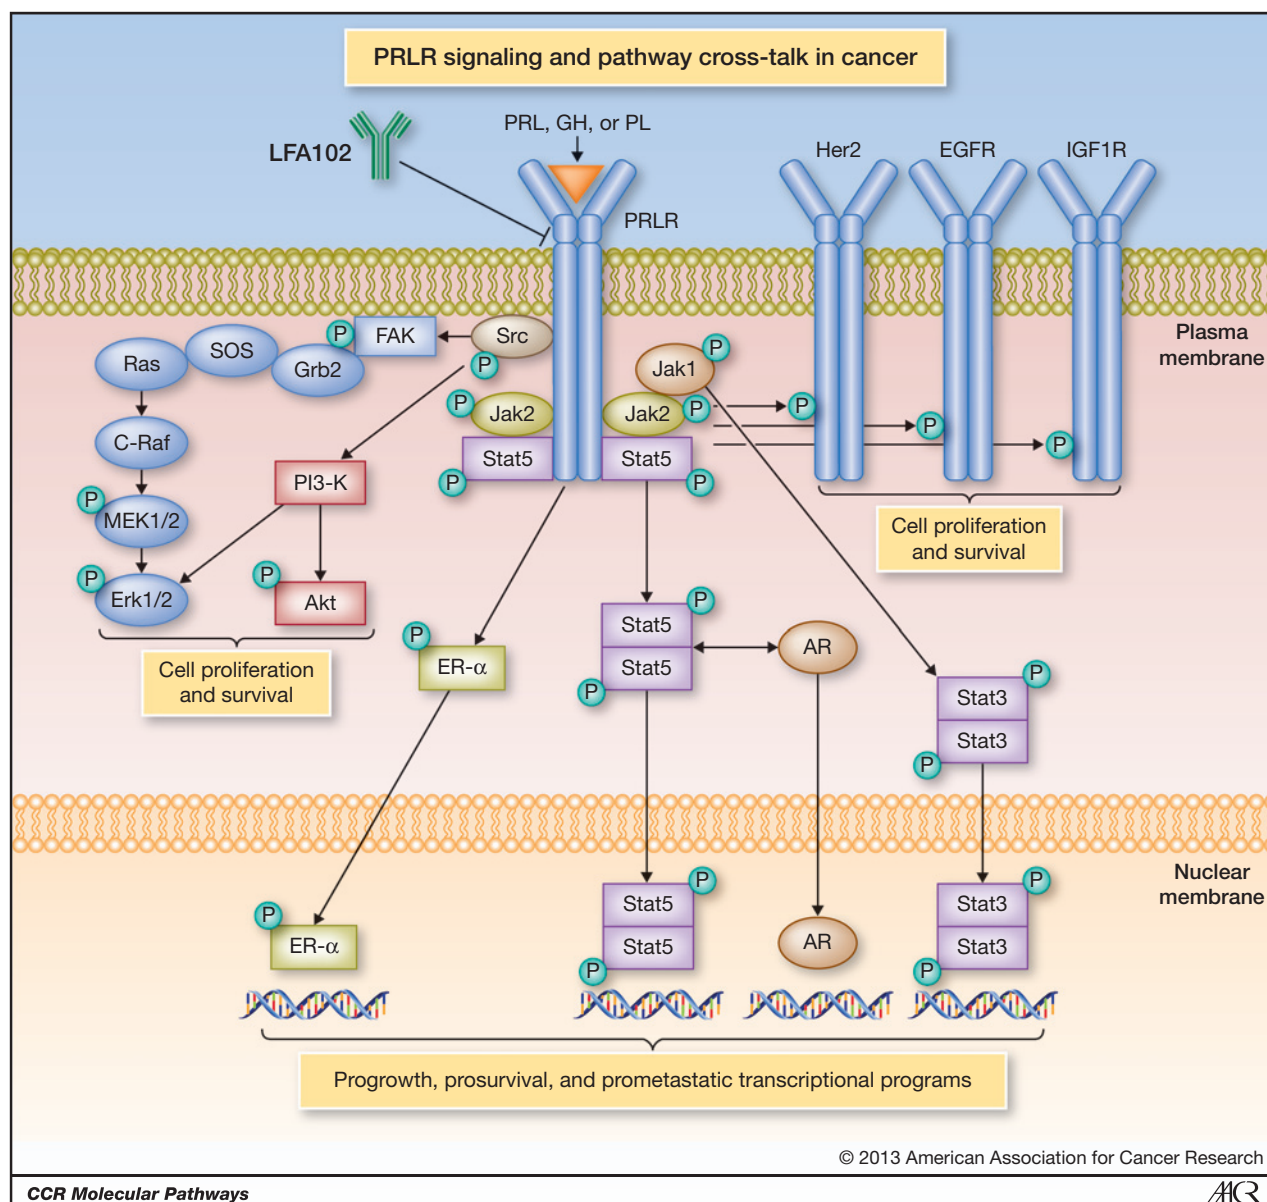 PRLR signaling and pathway cross-talk in cancer
LFA102
PRL, GH, or PL
PRLR
Her2
EGFR
IGF1R
Plasma
membrane
Ras
SOS
Grb2
P
FAK
Src
P
Jak1
P
C-Raf
P
Jak2
Jak2
P
P
P
P
Stat5
Stat5
P
P
P
MEK1/2
PI3-K
Cell proliferation
and survival
P
Erk1/2
P
Akt
Cell proliferation
and survival
P
ER-α
P
Stat5
Stat5
P
AR
P
Stat3
Stat3
P
Nuclear
membrane
P
ER-α
P
Stat5
Stat5
P
AR
P
Stat3
Stat3
P
Progrowth, prosurvival, and prometastatic transcriptional programs
© 2013 American Association for Cancer Research
CCR Molecular Pathways
AACR